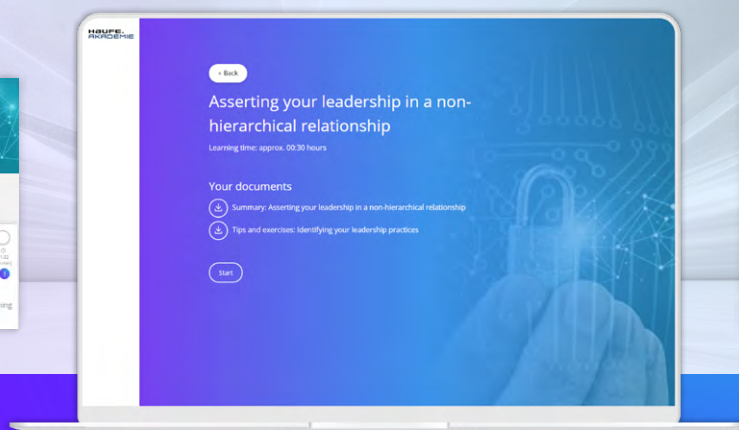 HAUFE.
AKADEMIE
‹ Back
Asserting your leadership in a non-
hierarchical relationship
Learning time: approx. 00:30 hours
Your documents
Summary: Asserting your leadership in a non-hierarchical relationship
Tips and exercises: Identifying your leadership practices
Start